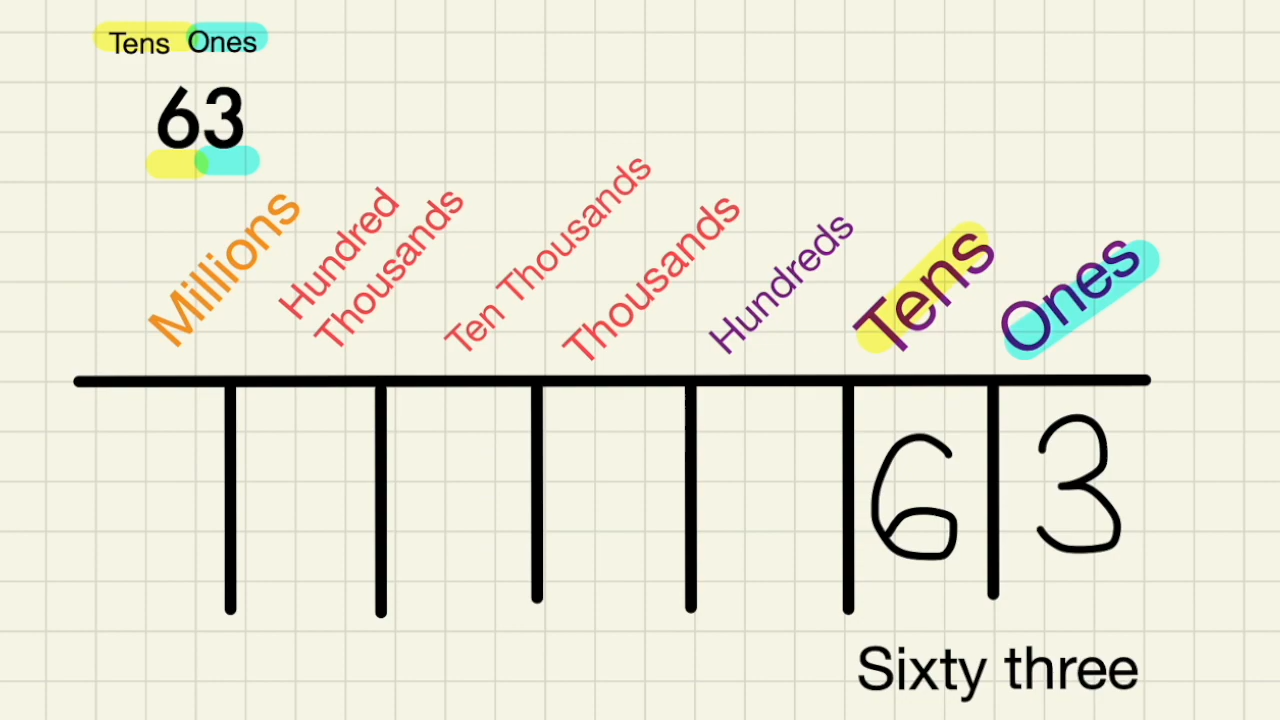 Tens Ones
63
Millions
Hundred
Thousands
Ten Thousands
Thousands
Hundreds
Tens
Ones
6 3
Sixty three